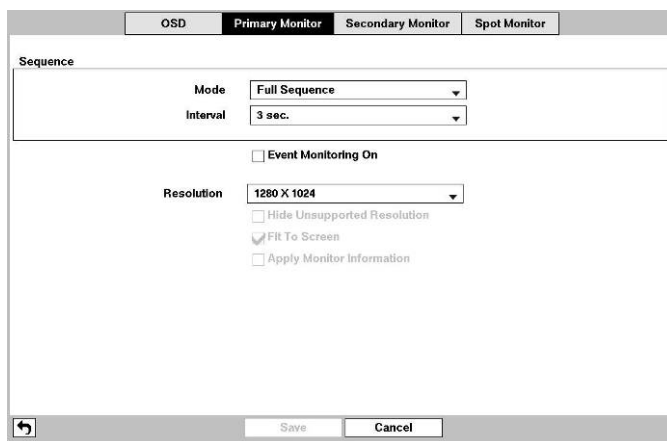 OSD Primary Monitor Secondary Monitor Spot Monitor
Sequence
Mode Full Sequence
Interval 3 sec.
Event Monitoring On
Resolution 1280 X 1024
Hide Unsupported Resolution
Fit To Screen
Apply Monitor Information
Save Cancel